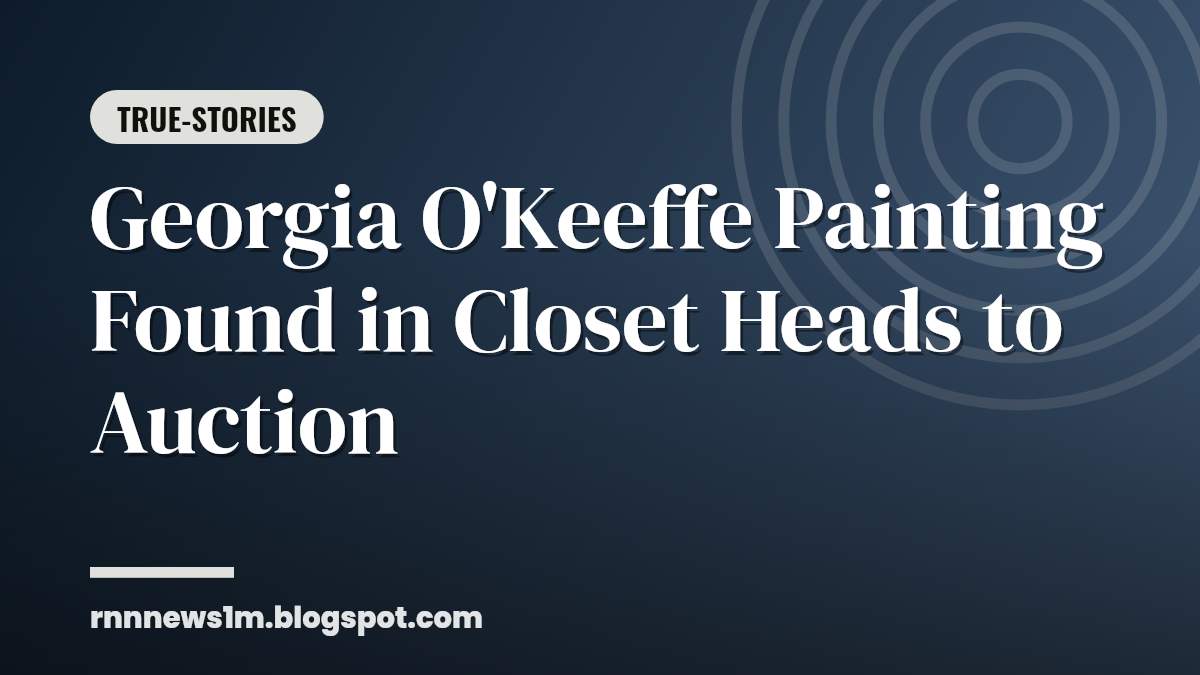 TRUE-STORIES
Georgia O'Keeffe Painting
Found in Closet Heads to
Auction
rnnnews1m.blogspot.com